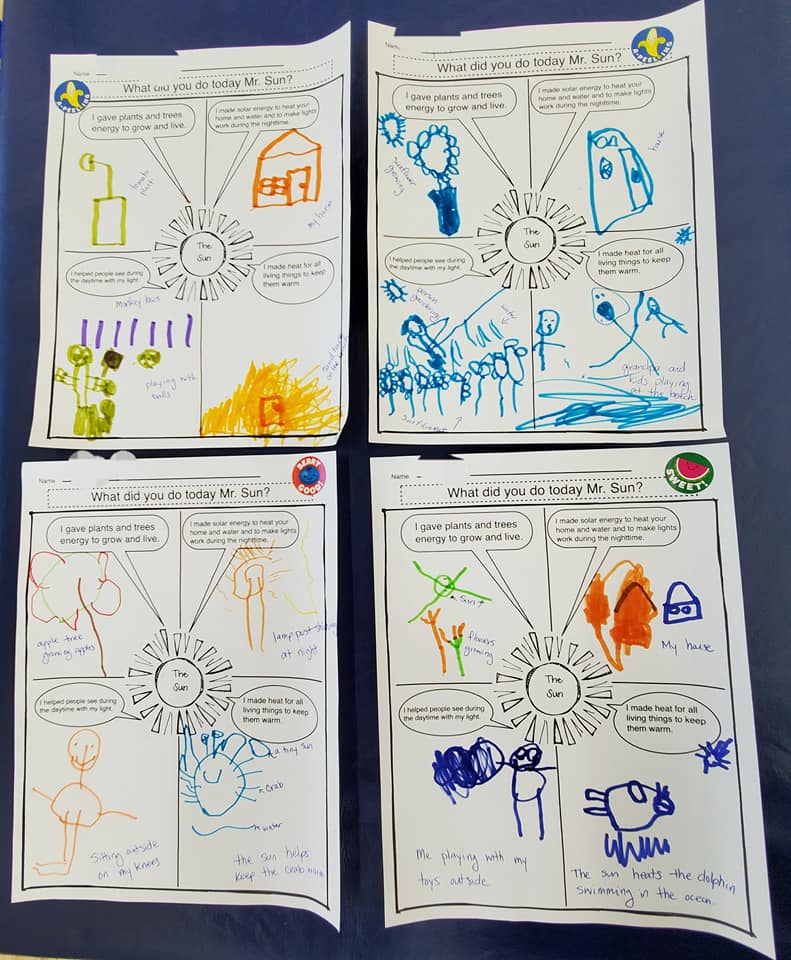 Name
A-PEELING
What did you do today Mr. Sun?
I gave plants and trees
energy to grow and live.
I made solar energy to heat your
home and water and to make lights
work during the nighttime.
tomato
plant
my house
The
Sun
I helped people see during
the daytime with my light.
I made heat for all
living things to keep
them warm.
monkey bars
playing with
balls
Name
A-PEELING
What did you do today Mr. Sun?
I gave plants and trees
energy to grow and live.
I made solar energy to heat your
home and water and to make lights
work during the nighttime.
sunflower
growing
house
The
Sun
I helped people see during
the daytime with my light.
I made heat for all
living things to keep
them warm.
person
gardening
water
sunflowers
grandpa and
kids playing
at the beach
Name
BERRY
GOOD!
What did you do today Mr. Sun?
I gave plants and trees
energy to grow and live.
I made solar energy to heat your
home and water and to make lights
work during the nighttime.
apple tree
growing apples
lamp post shining
at night
The
Sun
I helped people see during
the daytime with my light.
I made heat for all
living things to keep
them warm.
a tiny sun
crab
water
Sitting outside
on my knees
the sun helps
keep the crab warm
Name
SWEET!
What did you do today Mr. Sun?
I gave plants and trees
energy to grow and live.
I made solar energy to heat your
home and water and to make lights
work during the nighttime.
sun
flowers
growing
My house
The
Sun
I helped people see during
the daytime with my light.
I made heat for all
living things to keep
them warm.
Me playing with my
toys outside
The sun heats the dolphin
swimming in the ocean.